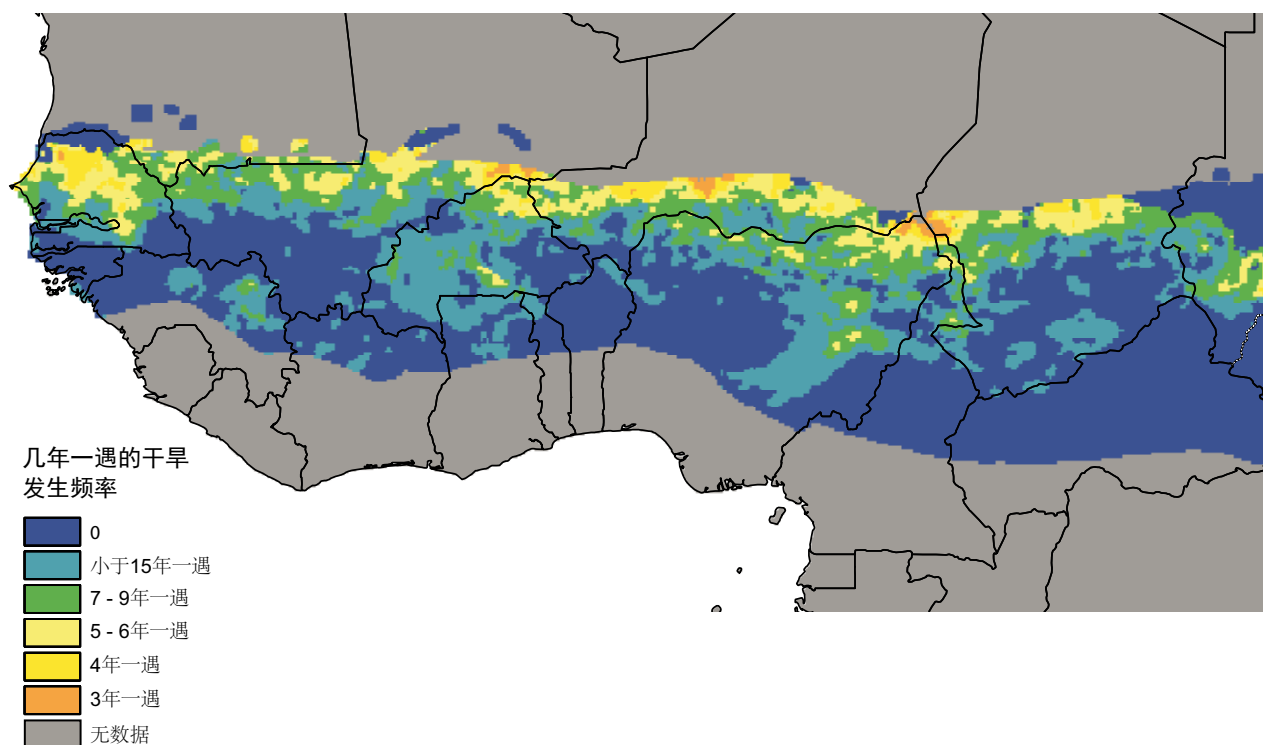 几年一遇的干旱
发生频率
0
小于15年一遇
7 - 9年一遇
5 - 6年一遇
4年一遇
3年一遇
无数据